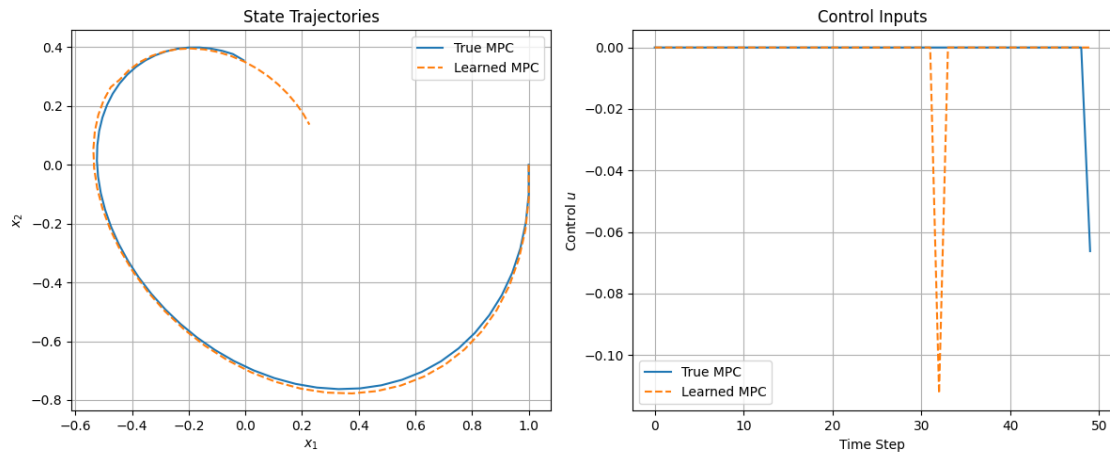 State Trajectories
True MPC
Learned MPC
0.4
0.2
0.0
−0.2
−0.4
−0.6
−0.8
x₂
−0.6 −0.4 −0.2 0.0 0.2 0.4 0.6 0.8 1.0
x₁
Control Inputs
0.00
−0.02
−0.04
−0.06
−0.08
−0.10
Control u
True MPC
Learned MPC
0 10 20 30 40 50
Time Step